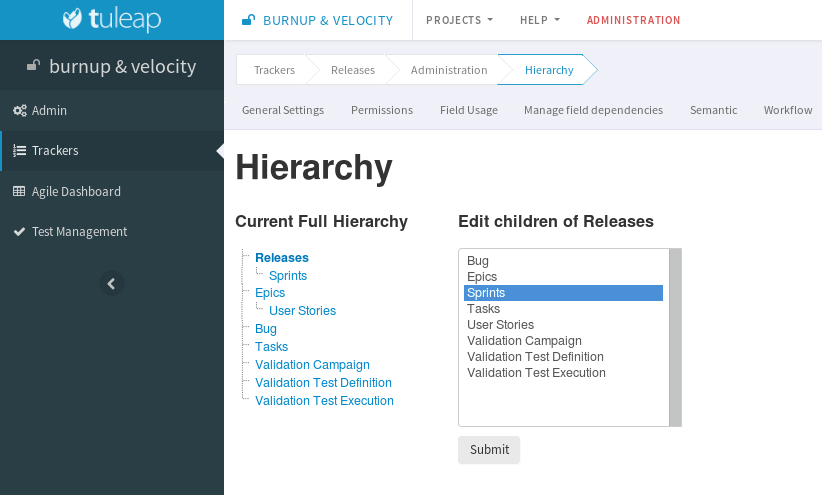 tuleap
BURNUP & VELOCITY
PROJECTS
HELP
ADMINISTRATION
burnup & velocity
Admin
Trackers
Agile Dashboard
Test Management
Trackers
Releases
Administration
Hierarchy
General Settings
Permissions
Field Usage
Manage field dependencies
Semantic
Workflow
Hierarchy
Current Full Hierarchy
Releases
Sprints
Epics
User Stories
Bug
Tasks
Validation Campaign
Validation Test Definition
Validation Test Execution
Edit children of Releases
Bug
Epics
Sprints
Tasks
User Stories
Validation Campaign
Validation Test Definition
Validation Test Execution
Submit